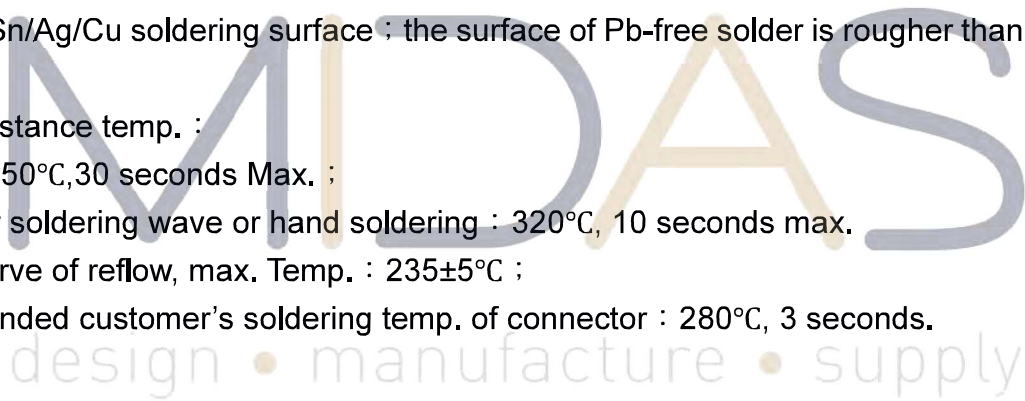 Sn/Ag/Cu soldering surface；the surface of Pb-free solder is rougher than
MIDAS
stance temp.：
50℃,30 seconds Max.；
soldering wave or hand soldering：320℃, 10 seconds max.
rve of reflow, max. Temp.：235±5℃；
nded customer’s soldering temp. of connector：280℃, 3 seconds.
design • manufacture • supply